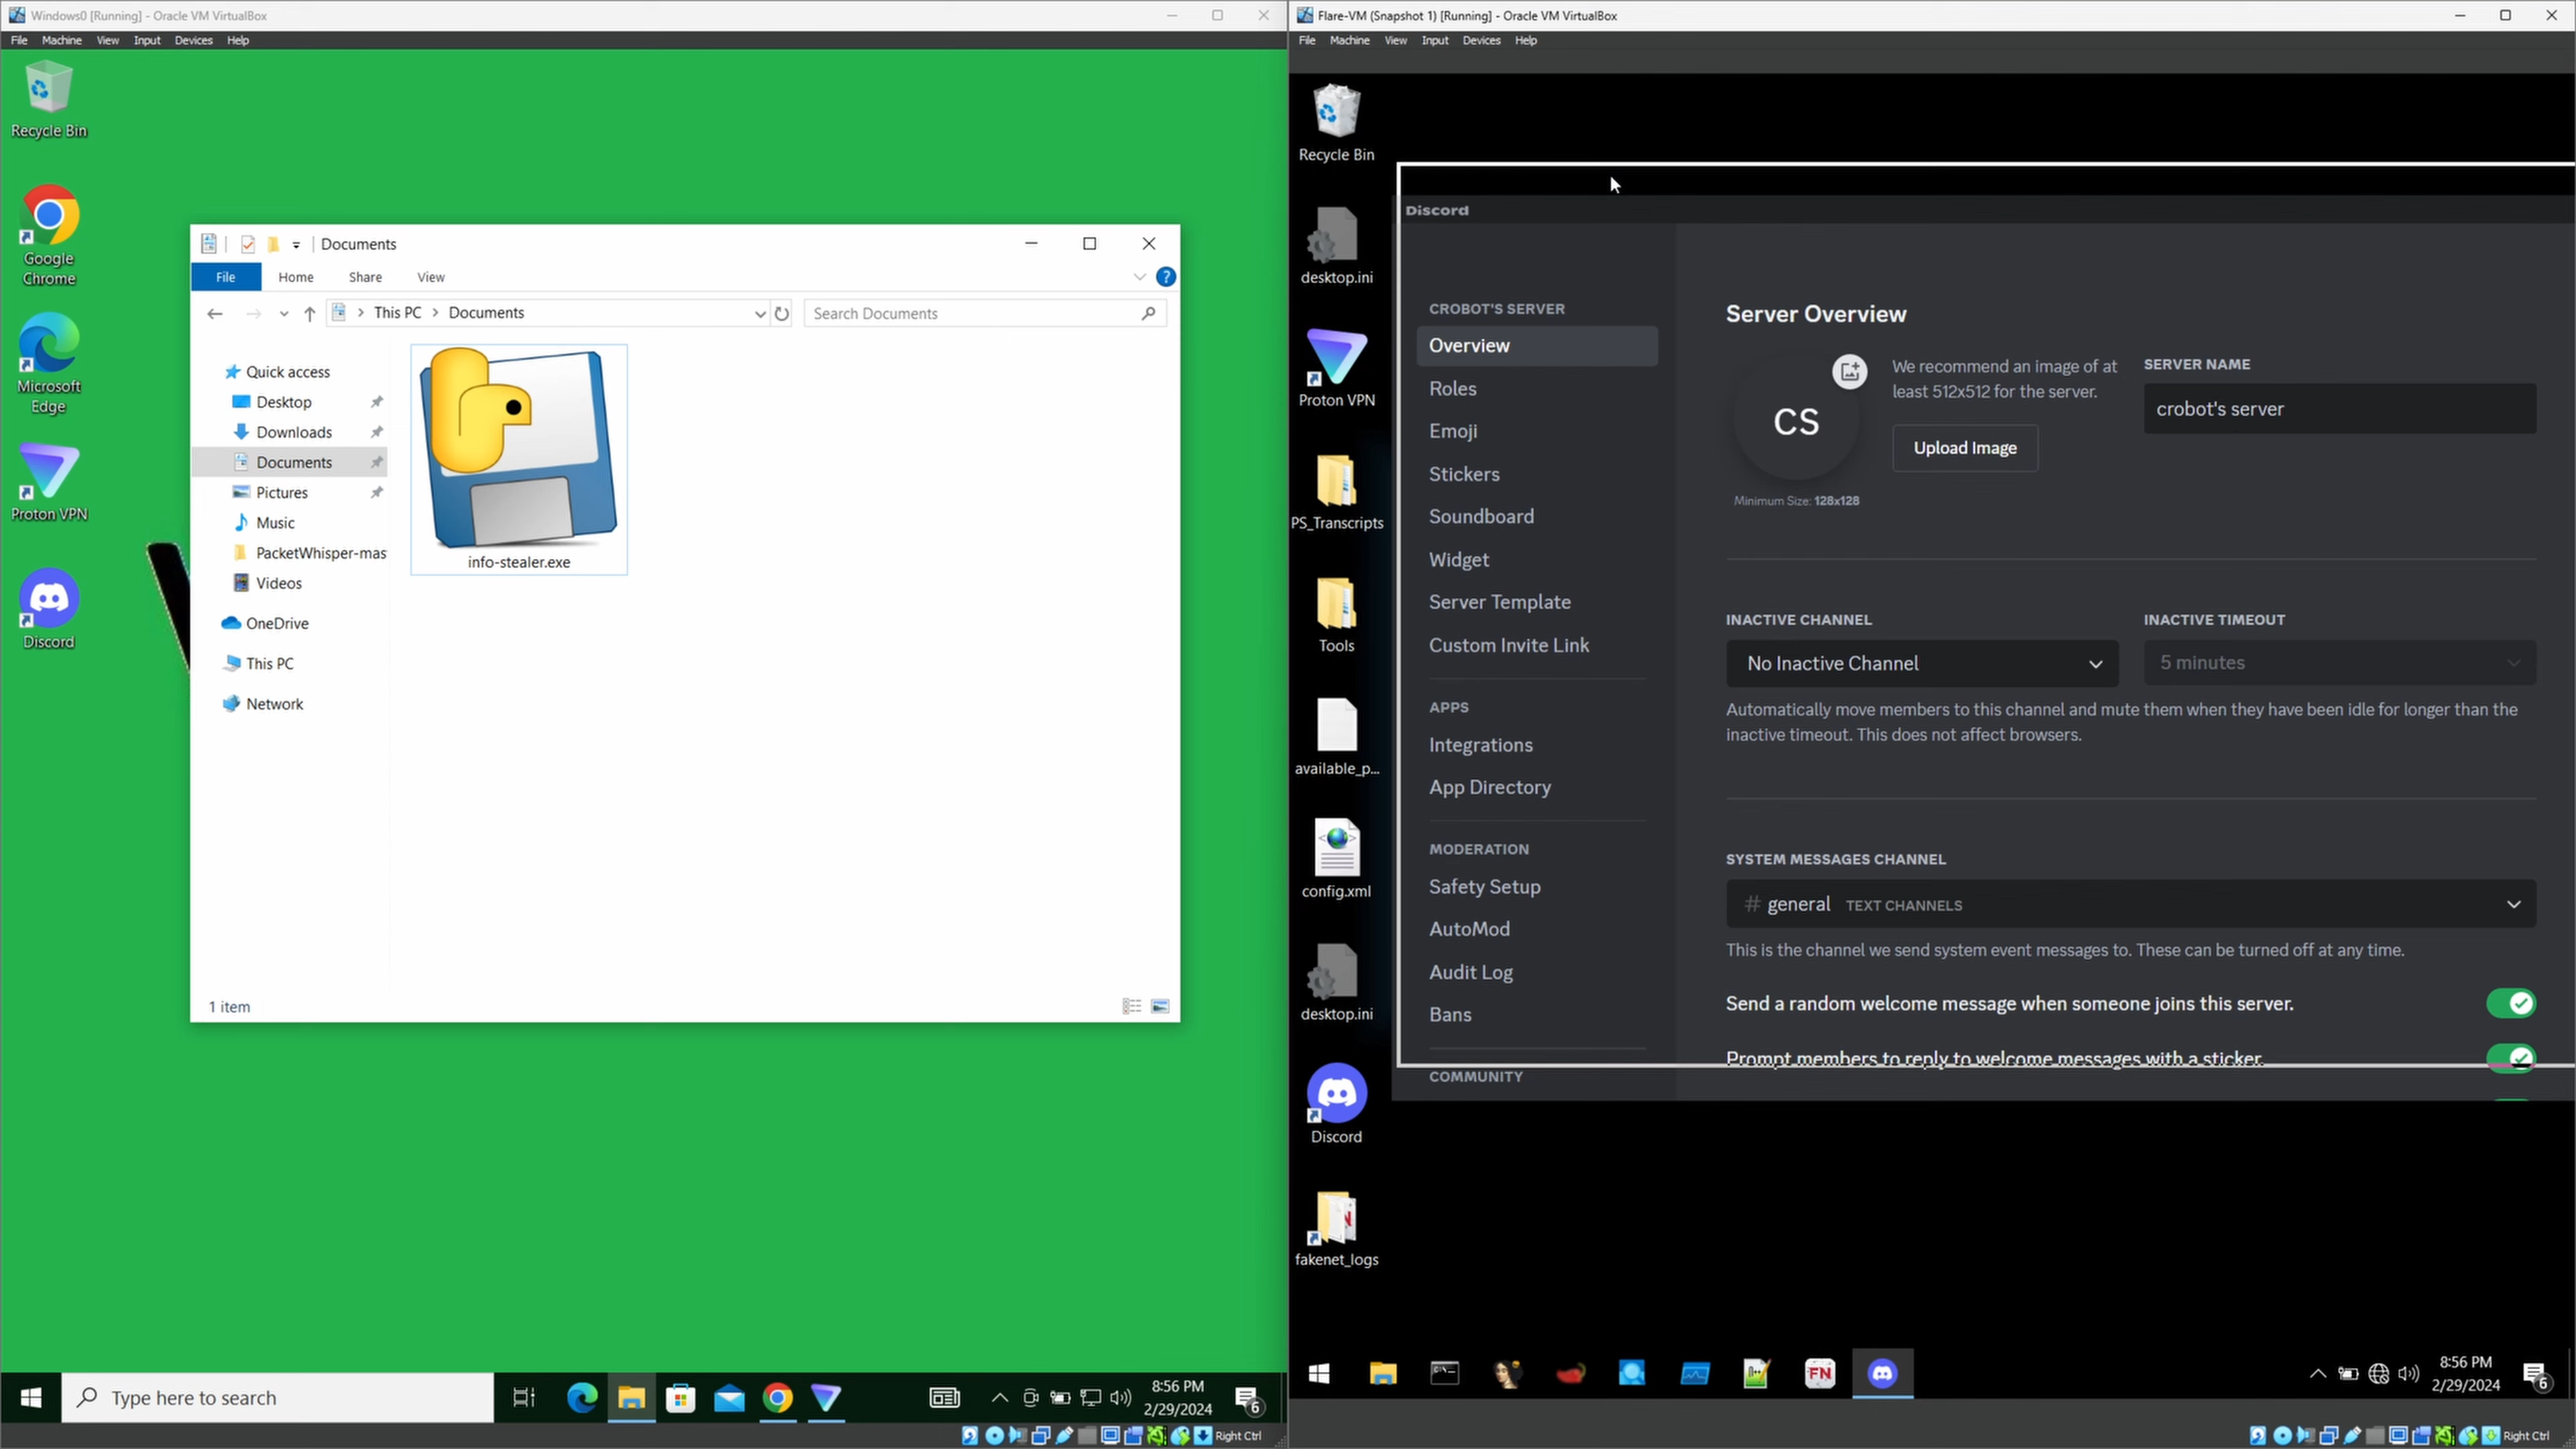 Windows0 [Running] - Oracle VM VirtualBox
File Machine View Input Devices Help
Recycle Bin
Google
Chrome
Microsoft
Edge
Proton VPN
Discord
Documents
File Home Share View
This PC > Documents
Search Documents
Quick access
Desktop
Downloads
Documents
Pictures
Music
PacketWhisper-mas
Videos
OneDrive
This PC
Network
info-stealer.exe
1 item
Type here to search
8:56 PM
2/29/2024
6
Right Ctrl
Flare-VM (Snapshot 1) [Running] - Oracle VM VirtualBox
File Machine View Input Devices Help
Recycle Bin
desktop.ini
Proton VPN
PS_Transcripts
Tools
available_p...
config.xml
desktop.ini
Discord
fakenet_logs
Discord
CROBOT'S SERVER
Overview
Roles
Emoji
Stickers
Soundboard
Widget
Server Template
Custom Invite Link
APPS
Integrations
App Directory
MODERATION
Safety Setup
AutoMod
Audit Log
Bans
COMMUNITY
Server Overview
CS
Minimum Size: 128x128
We recommend an image of at
least 512x512 for the server.
Upload Image
SERVER NAME
crobot's server
INACTIVE CHANNEL
No Inactive Channel
INACTIVE TIMEOUT
5 minutes
Automatically move members to this channel and mute them when they have been idle for longer than the
inactive timeout. This does not affect browsers.
SYSTEM MESSAGES CHANNEL
# general TEXT CHANNELS
This is the channel we send system event messages to. These can be turned off at any time.
Send a random welcome message when someone joins this server.
Prompt members to reply to welcome messages with a sticker.
FN
8:56 PM
2/29/2024
6
Right Ctrl